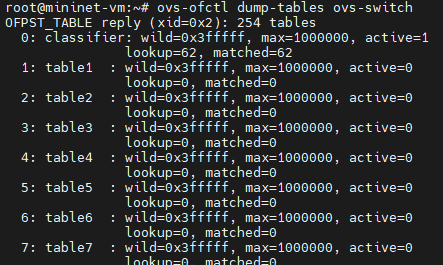 root@mininet-vm:~# ovs-ofctl dump-tables ovs-switch
OFPST_TABLE reply (xid=0x2): 254 tables
  0: classifier: wild=0x3fffff, max=1000000, active=1
               lookup=62, matched=62
  1: table1  : wild=0x3fffff, max=1000000, active=0
               lookup=0, matched=0
  2: table2  : wild=0x3fffff, max=1000000, active=0
               lookup=0, matched=0
  3: table3  : wild=0x3fffff, max=1000000, active=0
               lookup=0, matched=0
  4: table4  : wild=0x3fffff, max=1000000, active=0
               lookup=0, matched=0
  5: table5  : wild=0x3fffff, max=1000000, active=0
               lookup=0, matched=0
  6: table6  : wild=0x3fffff, max=1000000, active=0
               lookup=0, matched=0
  7: table7  : wild=0x3fffff, max=1000000, active=0
               lookup=0, matched=0